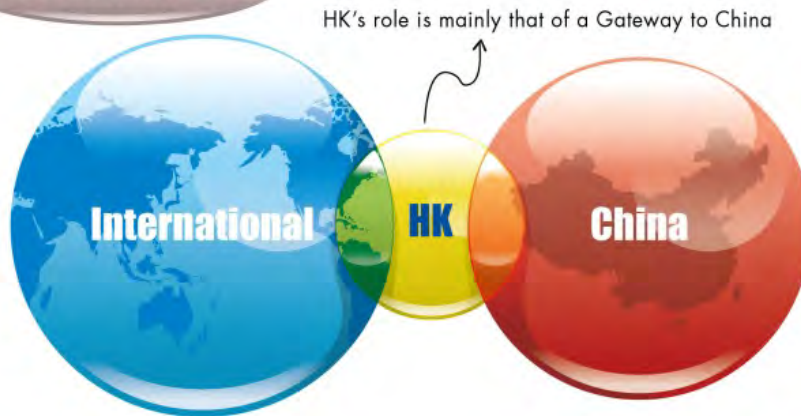 HK's role is mainly that of a Gateway to China
International
HK
China